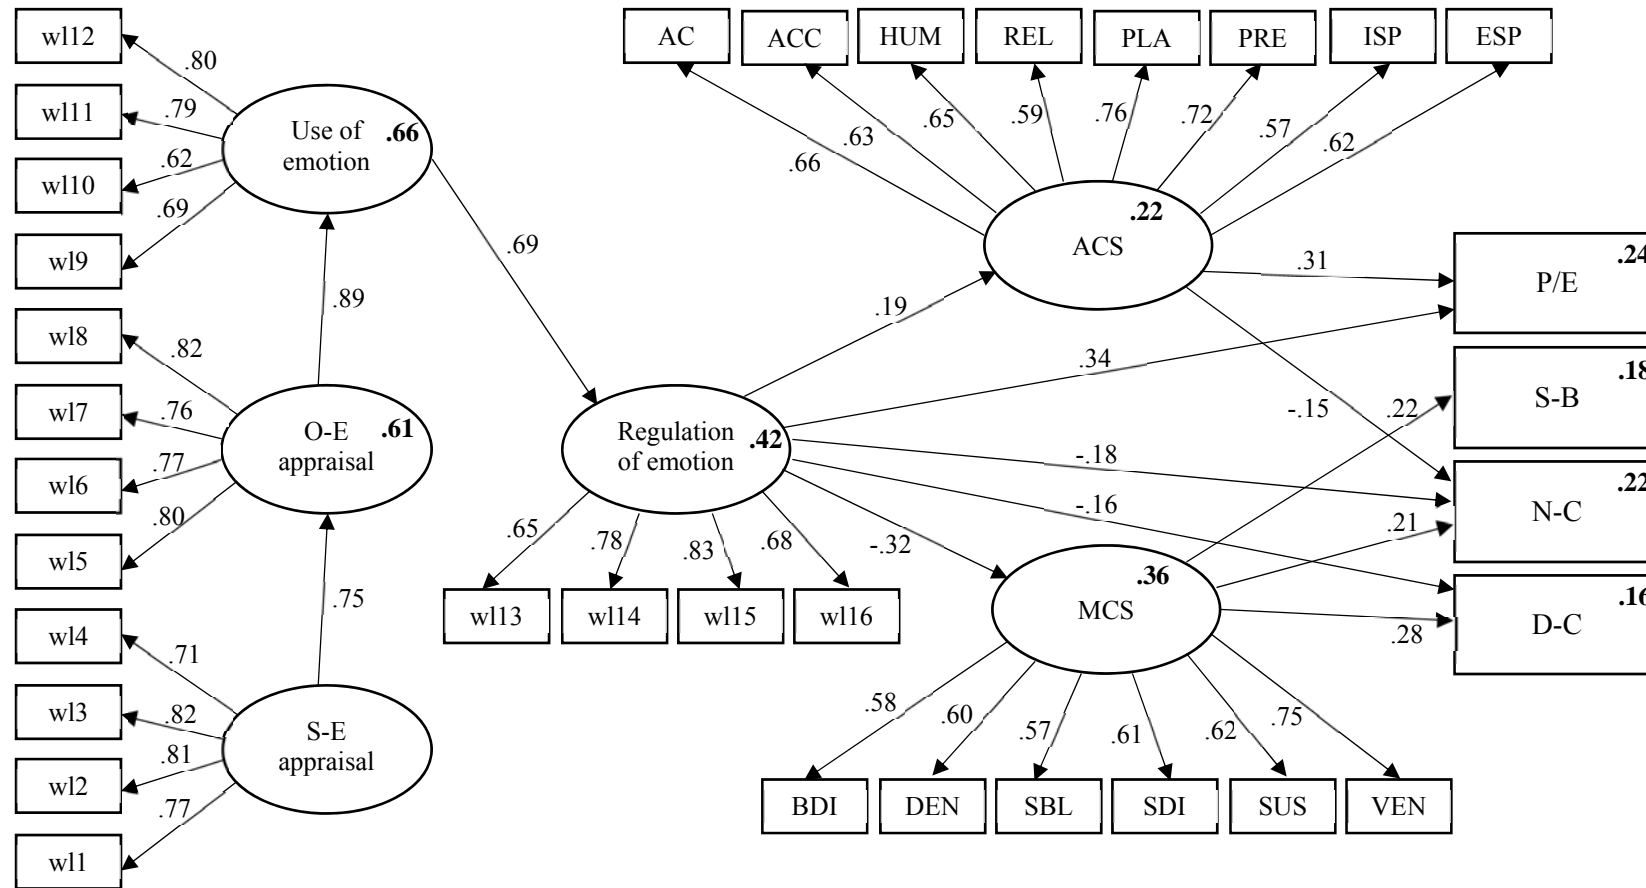 wl12
wl11
wl10
wl9
wl8
wl7
wl6
wl5
wl4
wl3
wl2
wl1
.80
.79
.62
.69
Use of
emotion
.66
.89
.82
.76
.77
.80
O-E
appraisal
.61
.75
.71
.82
.81
.77
S-E
appraisal
.69
Regulation
of emotion
.42
.65
.78
.83
.68
wl13
wl14
wl15
wl16
AC
ACC
HUM
REL
PLA
PRE
ISP
ESP
.66
.63
.65
.59
.76
.72
.57
.62
.22
ACS
.19
.31
.34
-.15
-.18
-.16
-.32
.22
.21
.28
.36
MCS
.58
.60
.57
.61
.62
.75
BDI
DEN
SBL
SDI
SUS
VEN
.24
P/E
.18
S-B
.22
N-C
.16
D-C